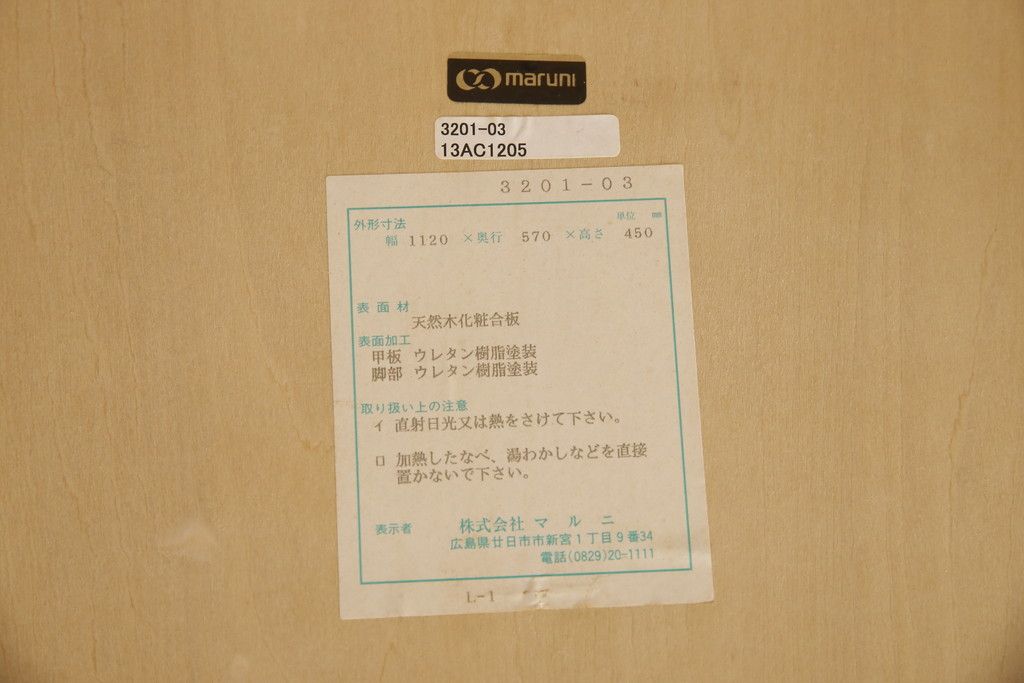 maruni
3201-03
13AC1205
3201-03
外形寸法 単位 ㎜
幅 1120 ×奥行 570 ×高さ 450
表面材
天然木化粧合板
表面加工
甲板 ウレタン樹脂塗装
脚部 ウレタン樹脂塗装
取り扱い上の注意
イ 直射日光又は熱をさけて下さい。
ロ 加熱したなべ、湯わかしなどを直接
置かないで下さい。
表示者 株式会社 マルニ
広島県廿日市市新宮1丁目9番34
電話(0829)20-1111
L-1